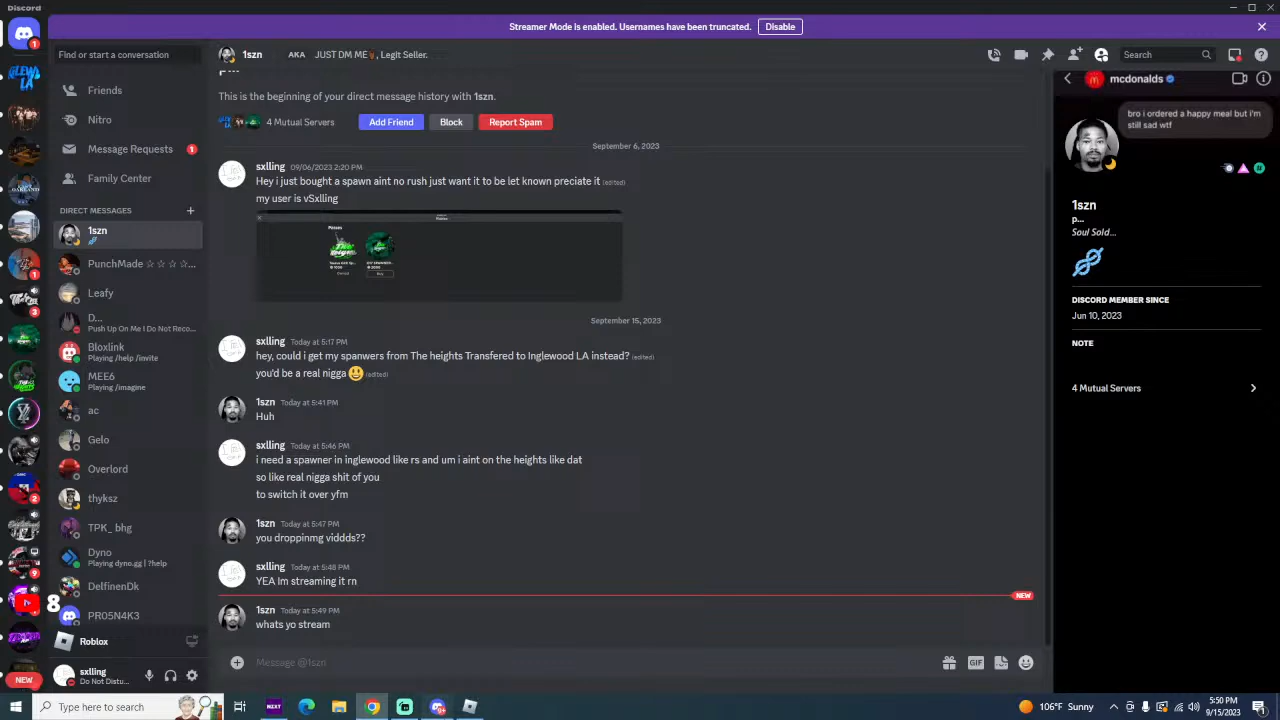 Discord
Streamer Mode is enabled. Usernames have been truncated. Disable
Find or start a conversation
1szn AKA JUST DM ME, Legit Seller.
Search
Friends
Nitro
Message Requests 1
Family Center
DIRECT MESSAGES
1szn
PunchMade ☆ ☆ ☆ ☆...
Leafy
D...
Push Up On Me I Do Not Reco...
Bloxlink
Playing /help /invite
MEE6
Playing /imagine
ac
Gelo
Overlord
thyksz
TPK_bhg
Dyno
Playing dyno.gg | ?help
DelfinenDk
PR05N4K3
Roblox
sxlling
Do Not Distu...
This is the beginning of your direct message history with 1szn.
4 Mutual Servers Add Friend Block Report Spam
September 6, 2023
sxlling 09/06/2023 2:20 PM
Hey i just bought a spawn aint no rush just want it to be let known preciate it (edited)
my user is vSxlling
Passes
September 15, 2023
sxlling Today at 5:17 PM
hey, could i get my spanwers from The heights Transfered to Inglewood LA instead? (edited)
you'd be a real nigga (edited)
1szn Today at 5:41 PM
Huh
sxlling Today at 5:46 PM
i need a spawner in inglewood like rs and um i aint on the heights like dat
so like real nigga shit of you
to switch it over yfm
1szn Today at 5:47 PM
you droppinmg viddds??
sxlling Today at 5:48 PM
YEA Im streaming it rn
NEW
1szn Today at 5:49 PM
whats yo stream
Message @1szn
GIF
mcdonalds
bro i ordered a happy meal but i'm
still sad wtf
1szn
p...
Soul Sold...
DISCORD MEMBER SINCE
Jun 10, 2023
NOTE
4 Mutual Servers
8
NEW
Type here to search
NEXT
106°F Sunny
5:50 PM
9/15/2023